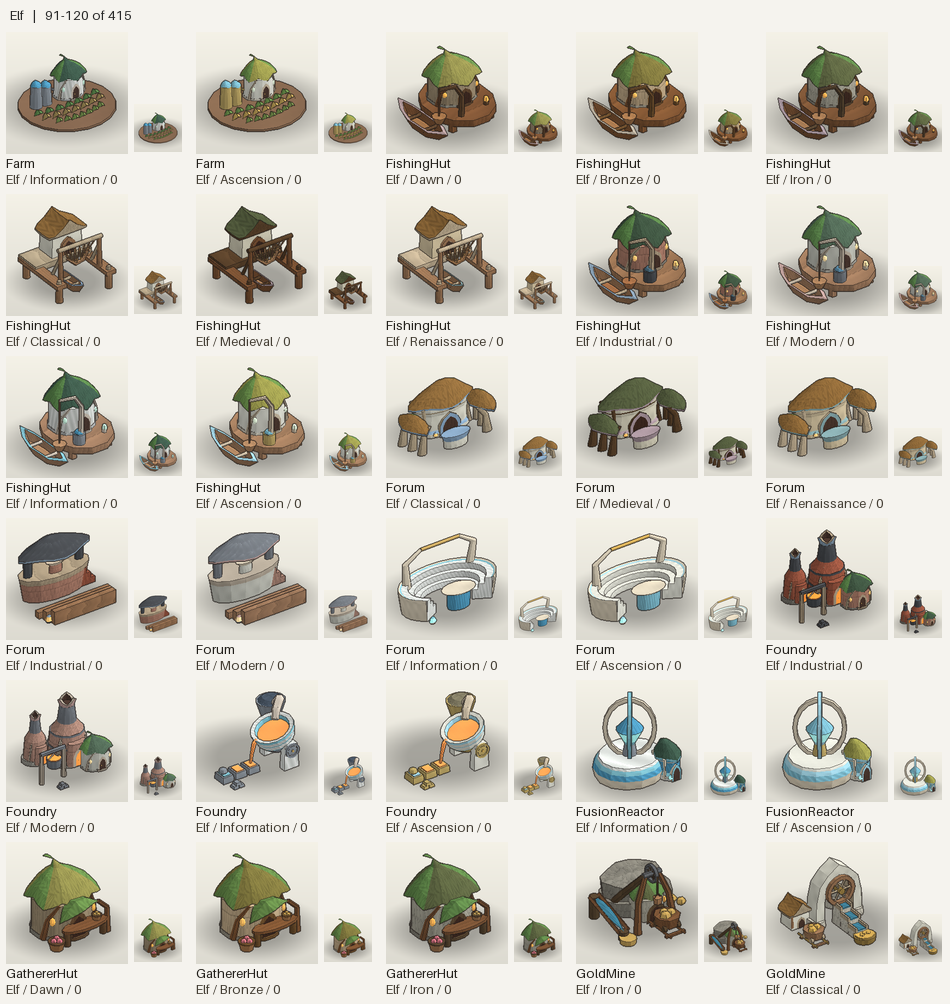 Elf | 91-120 of 415
Farm
Elf / Information / 0
Farm
Elf / Ascension / 0
FishingHut
Elf / Dawn / 0
FishingHut
Elf / Bronze / 0
FishingHut
Elf / Iron / 0
FishingHut
Elf / Classical / 0
FishingHut
Elf / Medieval / 0
FishingHut
Elf / Renaissance / 0
FishingHut
Elf / Industrial / 0
FishingHut
Elf / Modern / 0
FishingHut
Elf / Information / 0
FishingHut
Elf / Ascension / 0
Forum
Elf / Classical / 0
Forum
Elf / Medieval / 0
Forum
Elf / Renaissance / 0
Forum
Elf / Industrial / 0
Forum
Elf / Modern / 0
Forum
Elf / Information / 0
Forum
Elf / Ascension / 0
Foundry
Elf / Industrial / 0
Foundry
Elf / Modern / 0
Foundry
Elf / Information / 0
Foundry
Elf / Ascension / 0
FusionReactor
Elf / Information / 0
FusionReactor
Elf / Ascension / 0
GathererHut
Elf / Dawn / 0
GathererHut
Elf / Bronze / 0
GathererHut
Elf / Iron / 0
GoldMine
Elf / Iron / 0
GoldMine
Elf / Classical / 0